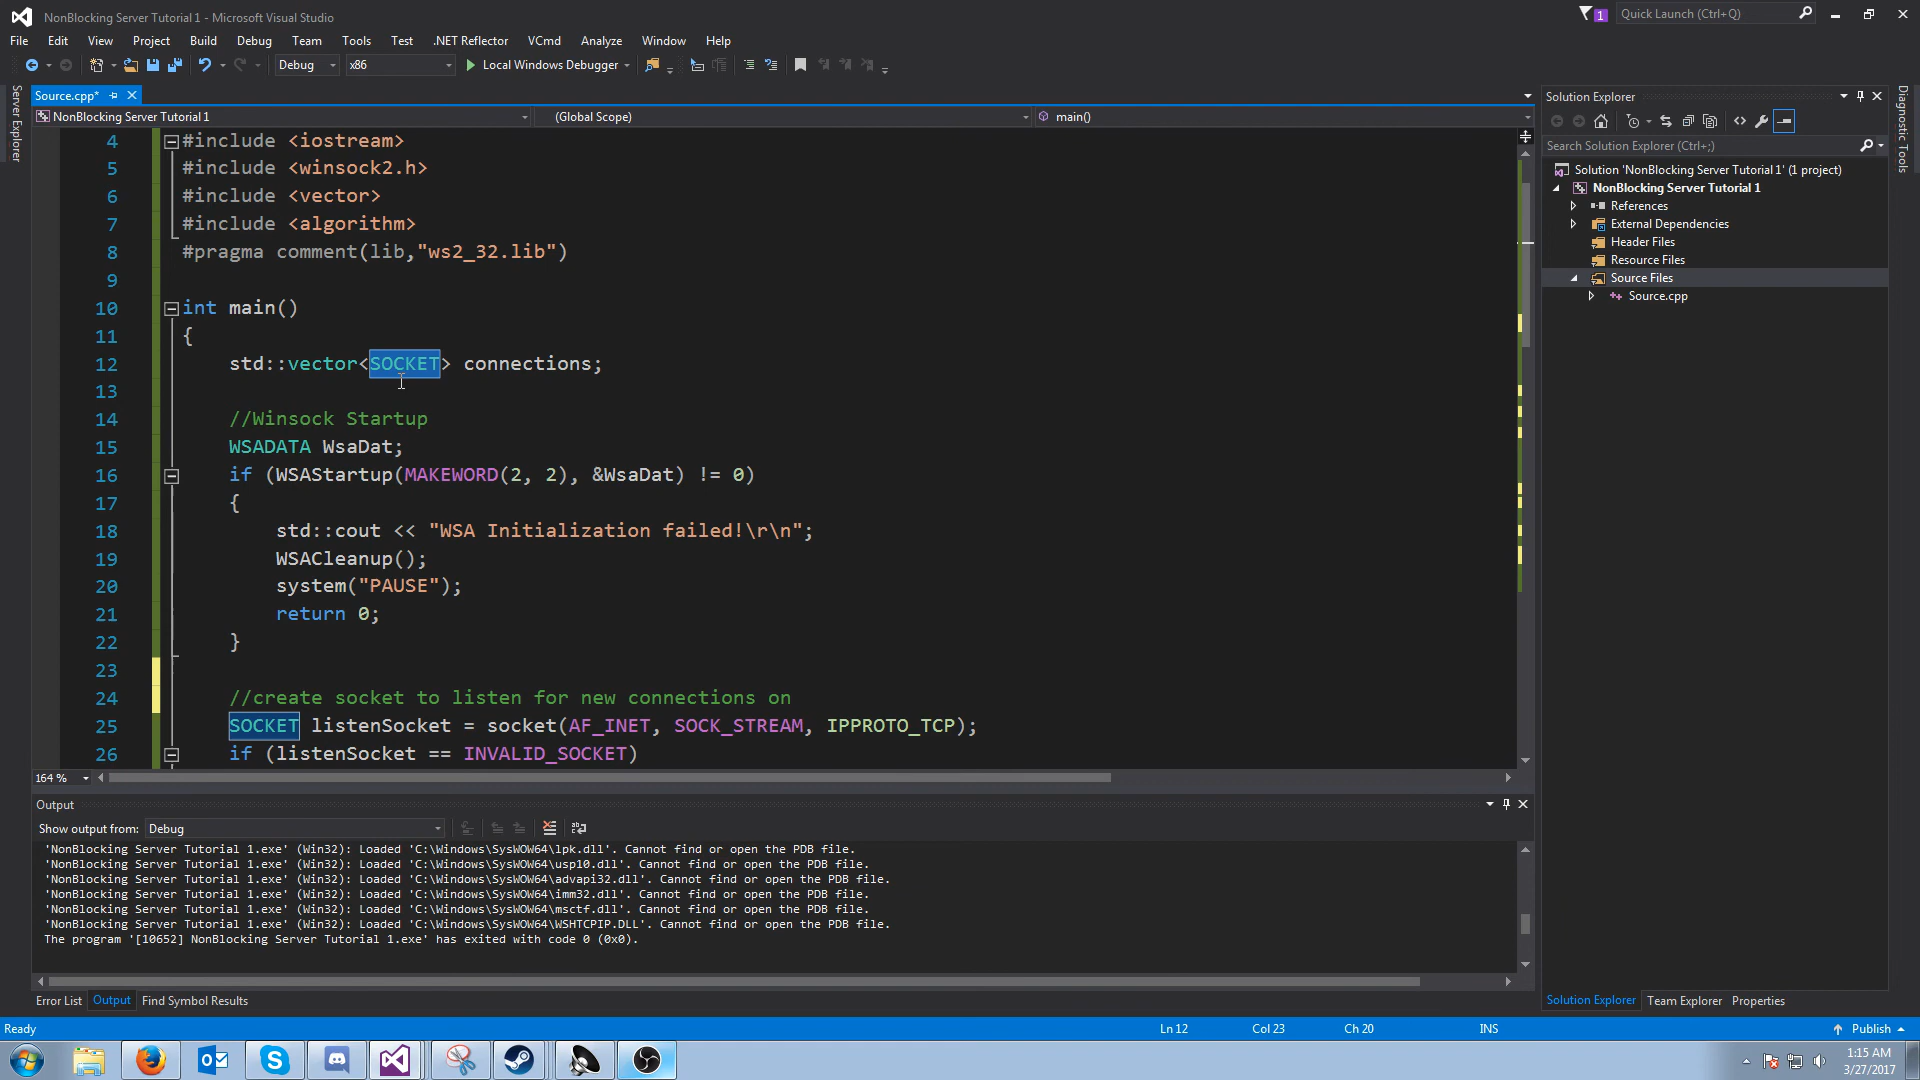 NonBlocking Server Tutorial 1 - Microsoft Visual Studio
1
Quick Launch (Ctrl+Q)
File Edit View Project Build Debug Team Tools Test .NET Reflector VCmd Analyze Window Help
Debug x86 Local Windows Debugger
Server Explorer
Source.cpp*
NonBlocking Server Tutorial 1 (Global Scope) main()
4 #include <iostream>
5 #include <winsock2.h>
6 #include <vector>
7 #include <algorithm>
8 #pragma comment(lib,"ws2_32.lib")
9
10 int main()
11 {
12 std::vector<SOCKET> connections;
13
14 //Winsock Startup
15 WSADATA WsaDat;
16 if (WSAStartup(MAKEWORD(2, 2), &WsaDat) != 0)
17 {
18 std::cout << "WSA Initialization failed!\r\n";
19 WSACleanup();
20 system("PAUSE");
21 return 0;
22 }
23
24 //create socket to listen for new connections on
25 SOCKET listenSocket = socket(AF_INET, SOCK_STREAM, IPPROTO_TCP);
26 if (listenSocket == INVALID_SOCKET)
164 %
Output
Show output from: Debug
'NonBlocking Server Tutorial 1.exe' (Win32): Loaded 'C:\Windows\SysWOW64\lpk.dll'. Cannot find or open the PDB file.
'NonBlocking Server Tutorial 1.exe' (Win32): Loaded 'C:\Windows\SysWOW64\usp10.dll'. Cannot find or open the PDB file.
'NonBlocking Server Tutorial 1.exe' (Win32): Loaded 'C:\Windows\SysWOW64\advapi32.dll'. Cannot find or open the PDB file.
'NonBlocking Server Tutorial 1.exe' (Win32): Loaded 'C:\Windows\SysWOW64\imm32.dll'. Cannot find or open the PDB file.
'NonBlocking Server Tutorial 1.exe' (Win32): Loaded 'C:\Windows\SysWOW64\msctf.dll'. Cannot find or open the PDB file.
'NonBlocking Server Tutorial 1.exe' (Win32): Loaded 'C:\Windows\SysWOW64\WSHTCPIP.DLL'. Cannot find or open the PDB file.
The program '[10652] NonBlocking Server Tutorial 1.exe' has exited with code 0 (0x0).
Error List Output Find Symbol Results
Solution Explorer
Search Solution Explorer (Ctrl+;)
Solution 'NonBlocking Server Tutorial 1' (1 project)
NonBlocking Server Tutorial 1
References
External Dependencies
Header Files
Resource Files
Source Files
Source.cpp
Solution Explorer Team Explorer Properties
Diagnostic Tools
Ready Ln 12 Col 23 Ch 20 INS Publish
1:15 AM
3/27/2017